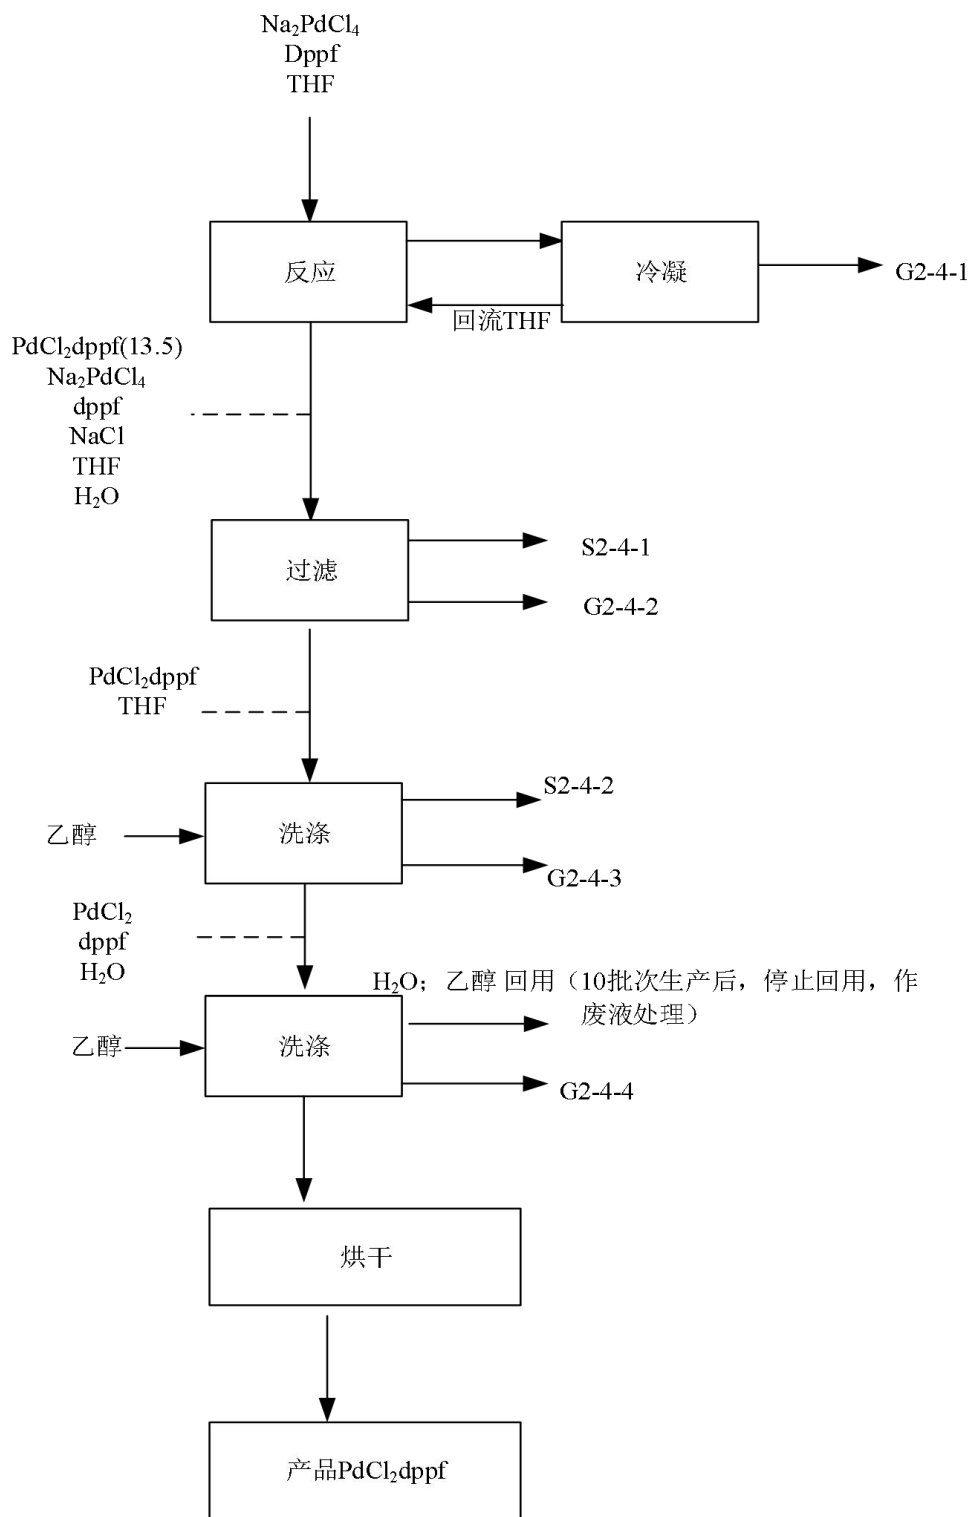 Na₂PdCl₄
Dppf
THF
反应
冷凝
G2-4-1
回流THF
PdCl₂dppf(13.5)
Na₂PdCl₄
dppf
NaCl
THF
H₂O
过滤
S2-4-1
G2-4-2
PdCl₂dppf
THF
乙醇
洗涤
S2-4-2
G2-4-3
PdCl₂
dppf
H₂O
H₂O；乙醇 回用（10批次生产后，停止回用，作
废液处理）
乙醇
洗涤
G2-4-4
烘干
产品PdCl₂dppf